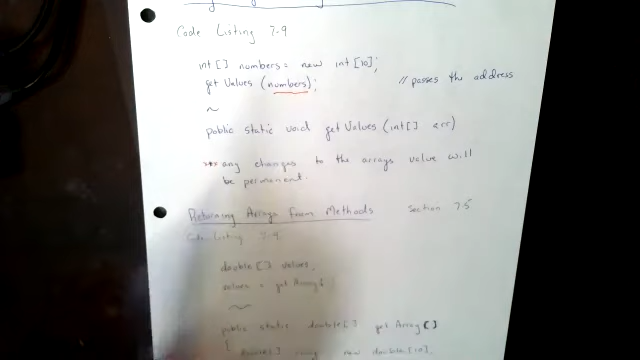 Code Listing 7-9
int[] numbers = new int[10];
getValues (numbers); // passes the address
~
public static void getValues (int[] arr)
*** any changes to the arrays value will
be permanent.
Returning Arrays from Methods Section 7.5
Code Listing 7-9
double[] values;
values = getArray(
~
public static double[] getArray()
{
new double[10];